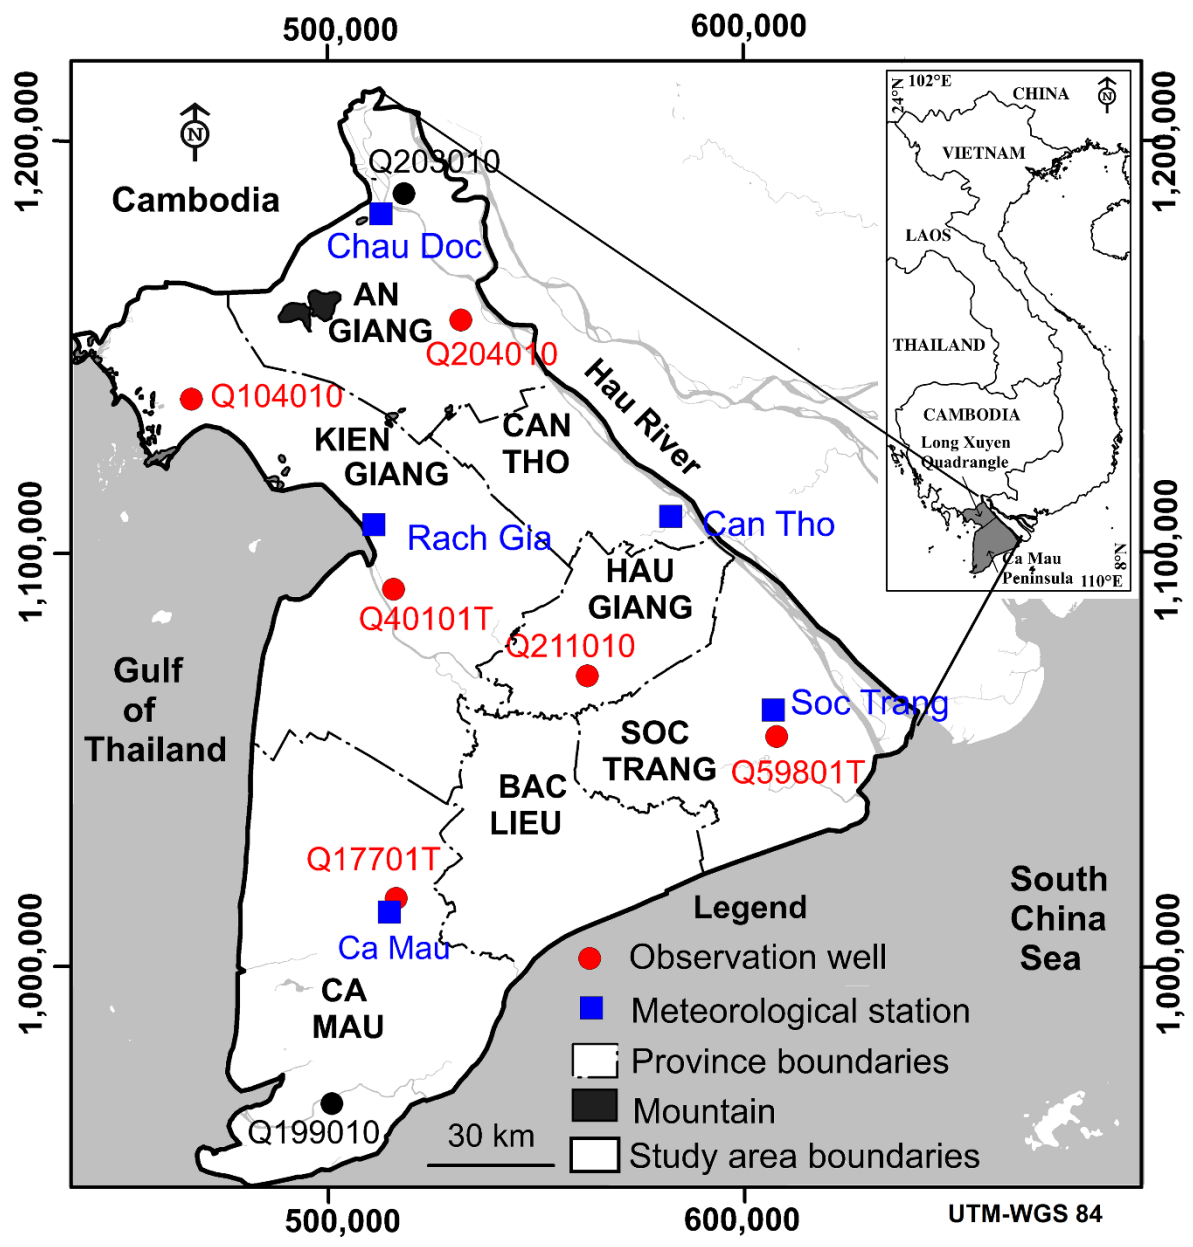 500,000
600,000
1,200,000
1,200,000
1,100,000
1,100,000
1,000,000
1,000,000
500,000
600,000
N
Cambodia
Q203010
Chau Doc
AN
GIANG
Q204010
Q104010
KIEN
GIANG
CAN
THO
Hau River
Rach Gia
Can Tho
Q40101T
HAU
GIANG
Q211010
Gulf
of
Thailand
Soc Trang
SOC
TRANG
Q59801T
BAC
LIEU
Q17701T
Ca Mau
CA
MAU
Q199010
South
China
Sea
Legend
Observation well
Meteorological station
Province boundaries
Mountain
Study area boundaries
30 km
UTM-WGS 84
102°E
24°N
N
CHINA
VIETNAM
LAOS
THAILAND
CAMBODIA
Long Xuyen
Quadrangle
Ca Mau
Peninsula
110°E
8°N